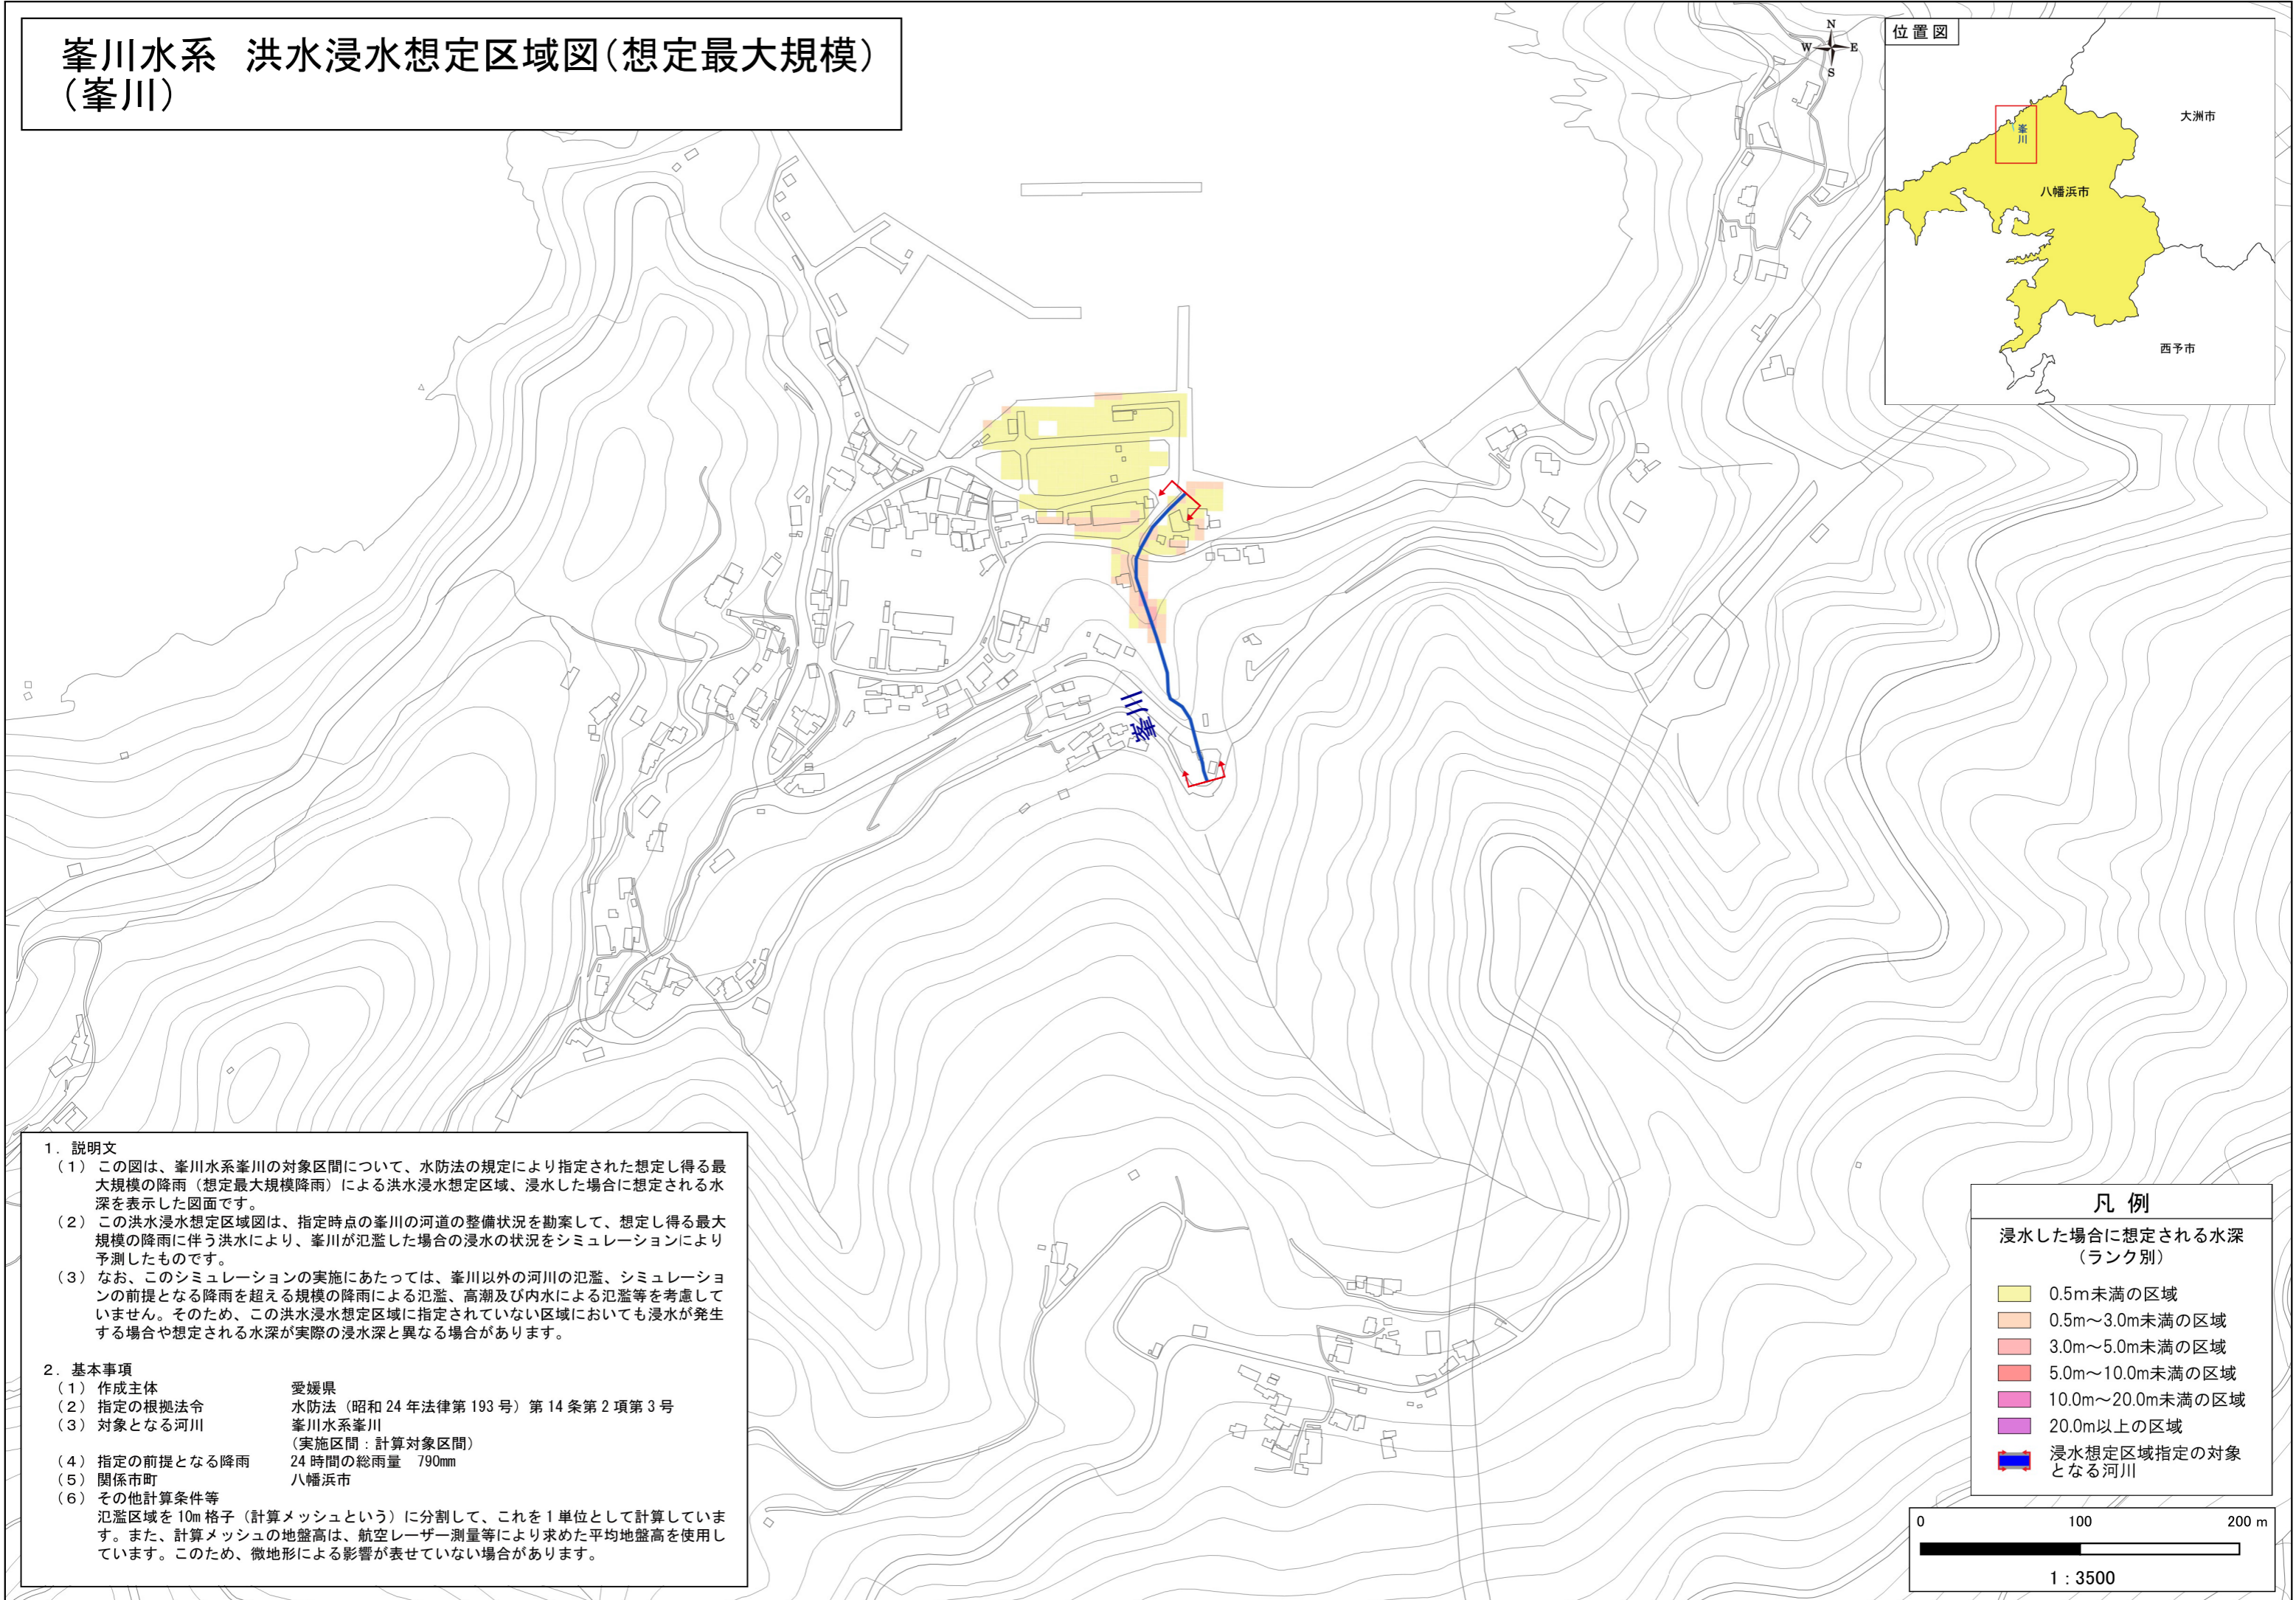 峯川水系 洪水浸水想定区域図(想定最大規模)
(峯川)
N
W E
S
位置図
大洲市
峯川
八幡浜市
西予市
峯川
1. 説明文
(1) この図は、峯川水系峯川の対象区間について、水防法の規定により指定された想定し得る最
大規模の降雨(想定最大規模降雨)による洪水浸水想定区域、浸水した場合に想定される水
深を表示した図面です。
(2) この洪水浸水想定区域図は、指定時点の峯川の河道の整備状況を勘案して、想定し得る最大
規模の降雨に伴う洪水により、峯川が氾濫した場合の浸水の状況をシミュレーションにより
予測したものです。
(3) なお、このシミュレーションの実施にあたっては、峯川以外の河川の氾濫、シミュレーショ
ンの前提となる降雨を超える規模の降雨による氾濫、高潮及び内水による氾濫等を考慮して
いません。そのため、この洪水浸水想定区域に指定されていない区域においても浸水が発生
する場合や想定される水深が実際の浸水深と異なる場合があります。
2. 基本事項
(1) 作成主体 愛媛県
(2) 指定の根拠法令 水防法(昭和 24 年法律第 193 号)第 14 条第 2 項第 3 号
(3) 対象となる河川 峯川水系峯川
(実施区間:計算対象区間)
(4) 指定の前提となる降雨 24 時間の総雨量 790mm
(5) 関係市町 八幡浜市
(6) その他計算条件等
氾濫区域を 10m 格子(計算メッシュという)に分割して、これを 1 単位として計算していま
す。また、計算メッシュの地盤高は、航空レーザー測量等により求めた平均地盤高を使用し
ています。このため、微地形による影響が表せていない場合があります。
凡 例
浸水した場合に想定される水深
(ランク別)
0.5m未満の区域
0.5m～3.0m未満の区域
3.0m～5.0m未満の区域
5.0m～10.0m未満の区域
10.0m～20.0m未満の区域
20.0m以上の区域
浸水想定区域指定の対象
となる河川
0 100 200 m
1 : 3500